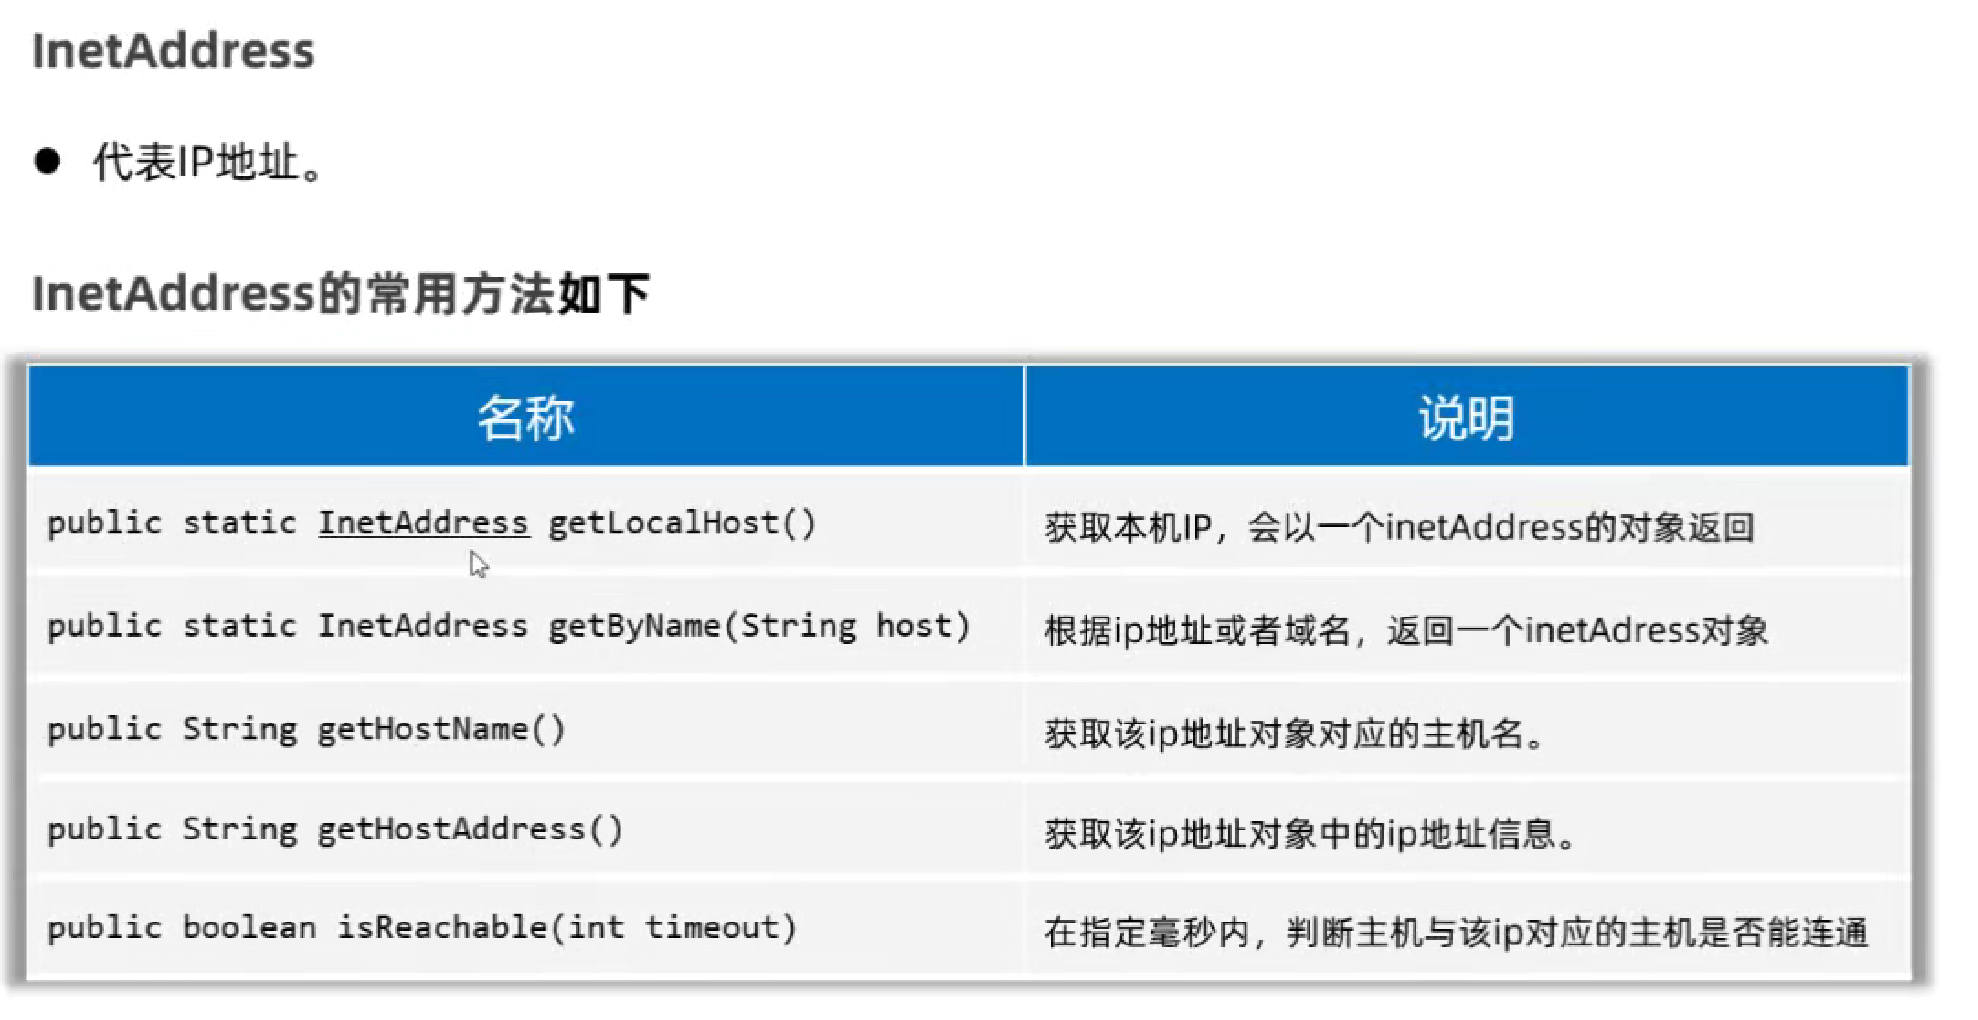 InetAddress
● 代表IP地址。
InetAddress的常用方法如下
名称 说明
public static InetAddress getLocalHost() 获取本机IP，会以一个inetAddress的对象返回
public static InetAddress getByName(String host) 根据ip地址或者域名，返回一个inetAdress对象
public String getHostName() 获取该ip地址对象对应的主机名。
public String getHostAddress() 获取该ip地址对象中的ip地址信息。
public boolean isReachable(int timeout) 在指定毫秒内，判断主机与该ip对应的主机是否能连通